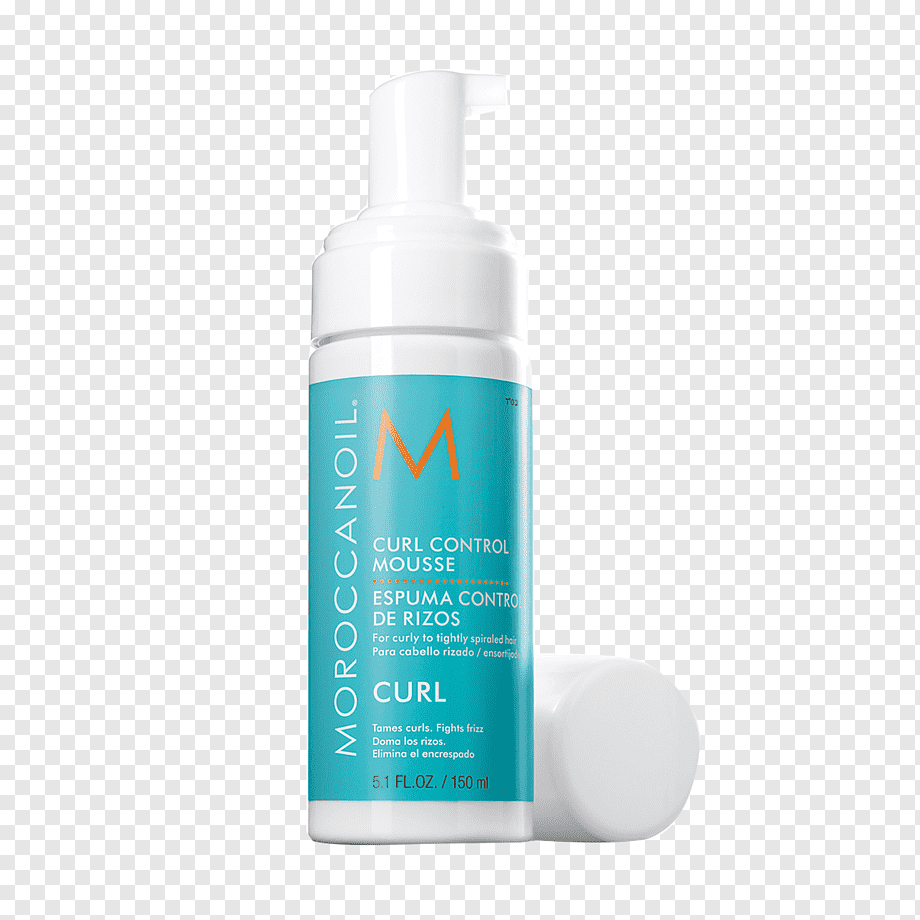 MOROCCANOIL®
M
CURL CONTROL
MOUSSE
ESPUMA CONTROL
DE RIZOS
For curly to tightly spiraled hair
Para cabello rizado / ensortijado
CURL
Tames curls. Fights frizz
Doma los rizos.
Elimina el encrespado
5.1 FL.OZ. / 150 ml